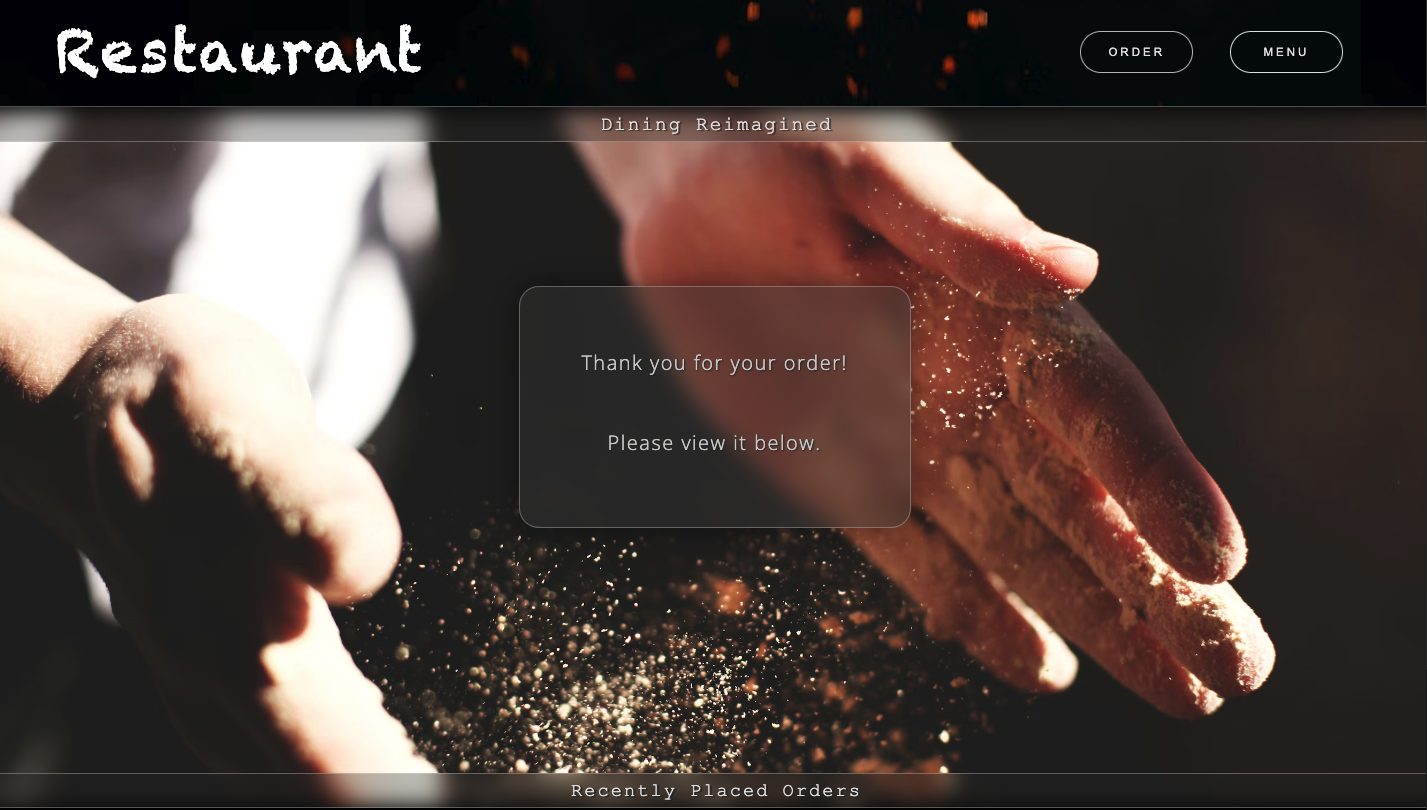 Restaurant
ORDER
MENU
Dining Reimagined
Thank you for your order!
Please view it below.
Recently Placed Orders